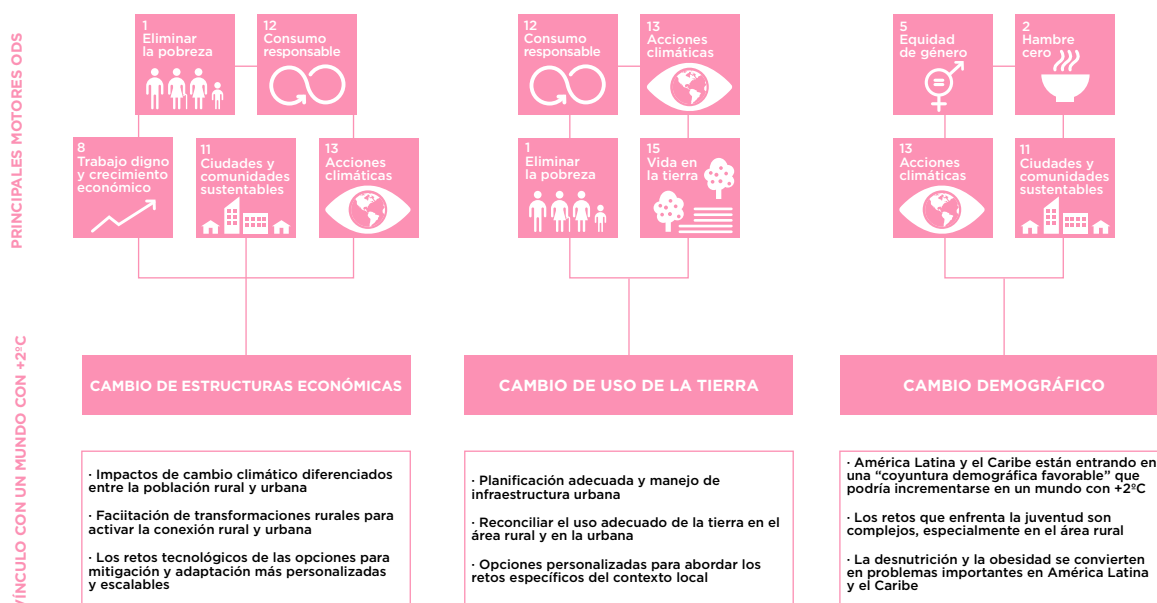 PRINCIPALES MOTORES ODS
1
Eliminar
la pobreza
12
Consumo
responsable
8
Trabajo digno
y crecimiento
económico
11
Ciudades y
comunidades
sustentables
13
Acciones
climáticas
12
Consumo
responsable
13
Acciones
climáticas
1
Eliminar
la pobreza
15
Vida en
la tierra
5
Equidad
de género
2
Hambre
cero
13
Acciones
climáticas
11
Ciudades y
comunidades
sustentables
VÍNCULO CON UN MUNDO CON +2ºC
CAMBIO DE ESTRUCTURAS ECONÓMICAS
· Impactos de cambio climático diferenciados
entre la población rural y urbana
· Faciitación de transformaciones rurales para
activar la conexión rural y urbana
· Los retos tecnológicos de las opciones para
mitigación y adaptación más personalizadas
y escalables
CAMBIO DE USO DE LA TIERRA
· Planificación adecuada y manejo de
infraestructura urbana
· Reconciliar el uso adecuado de la tierra en el
área rural y en la urbana
· Opciones personalizadas para abordar los
retos específicos del contexto local
CAMBIO DEMOGRÁFICO
· América Latina y el Caribe están entrando en
una “coyuntura demográfica favorable” que
podría incrementarse en un mundo con +2ºC
· Los retos que enfrenta la juventud son
complejos, especialmente en el área rural
· La desnutrición y la obesidad se convierten
en problemas importantes en América Latina
y el Caribe